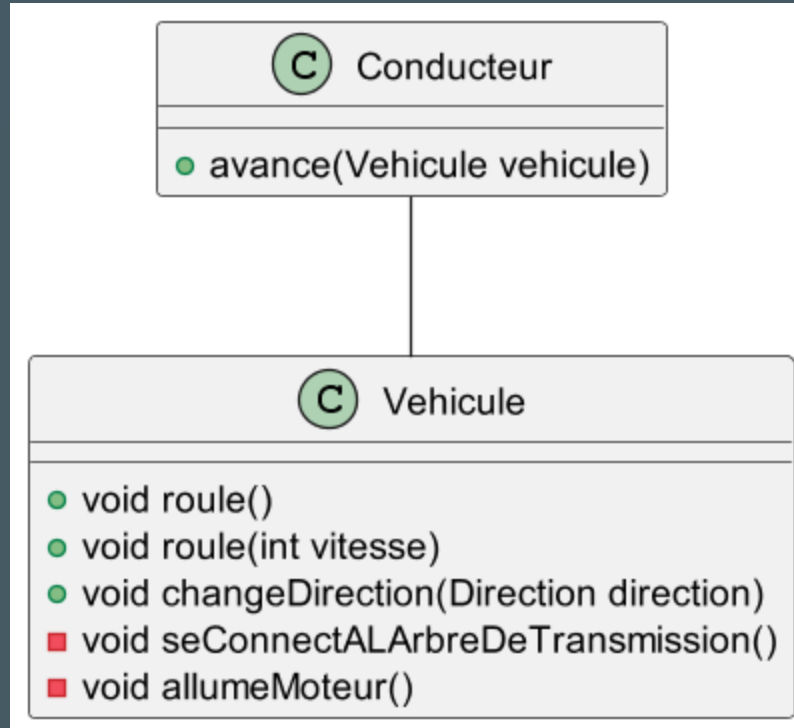 C Conducteur
avance(Vehicule vehicule)
C Vehicule
void roule()
void roule(int vitesse)
void changeDirection(Direction direction)
void seConnectALArbreDeTransmission()
void allumeMoteur()